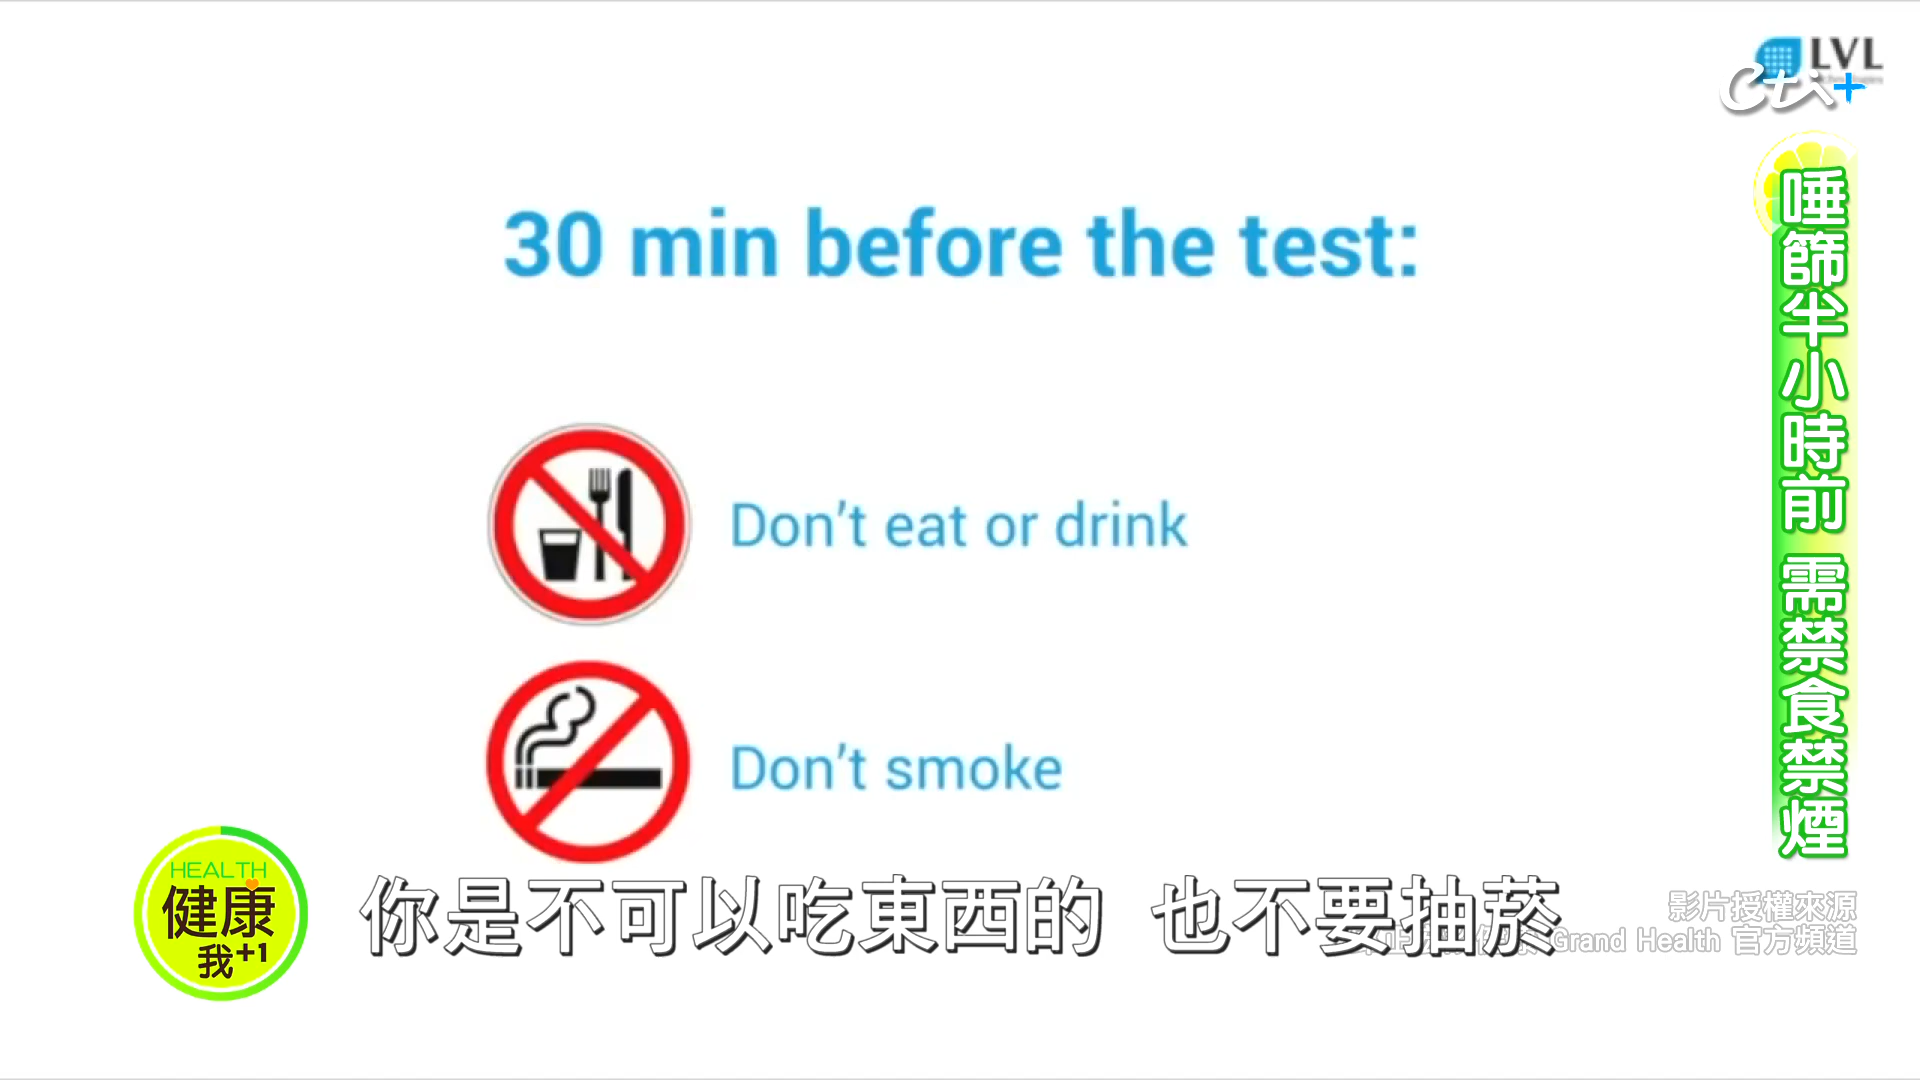 LVL
cti+
30 min before the test:
Don't eat or drink
Don't smoke
唾篩半小時前 需禁食禁煙
HEALTH
健康
我+1
你是不可以吃東西的 也不要抽菸
影片授權來源
Grand Health 官方頻道